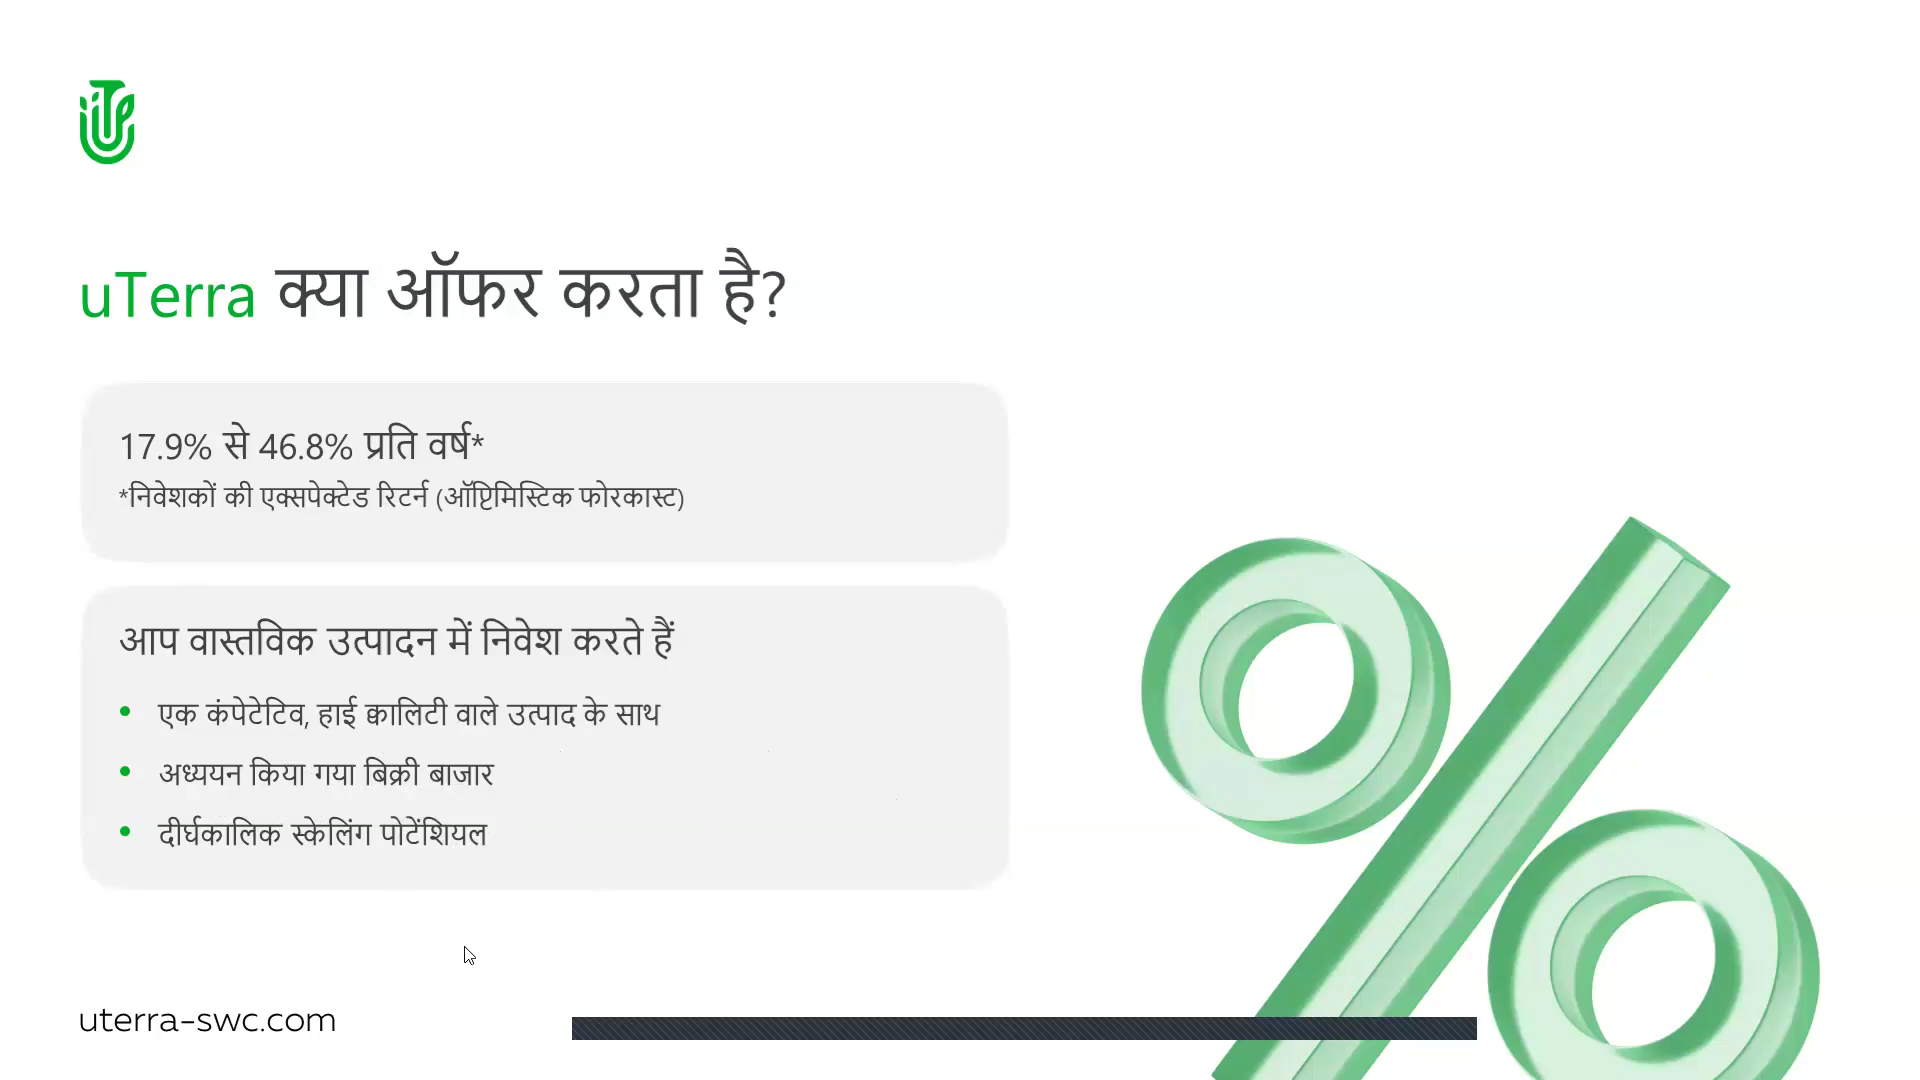 uTerra क्या ऑफर करता है?
17.9% से 46.8% प्रति वर्ष*
*निवेशकों की एक्सपेक्टेड रिटर्न (ऑप्टिमिस्टिक फोरकास्ट)
आप वास्तविक उत्पादन में निवेश करते हैं
• एक कंपेटेटिव, हाई क्वालिटी वाले उत्पाद के साथ
• अध्ययन किया गया बिक्री बाजार
• दीर्घकालिक स्केलिंग पोटेंशियल
uterra-swc.com